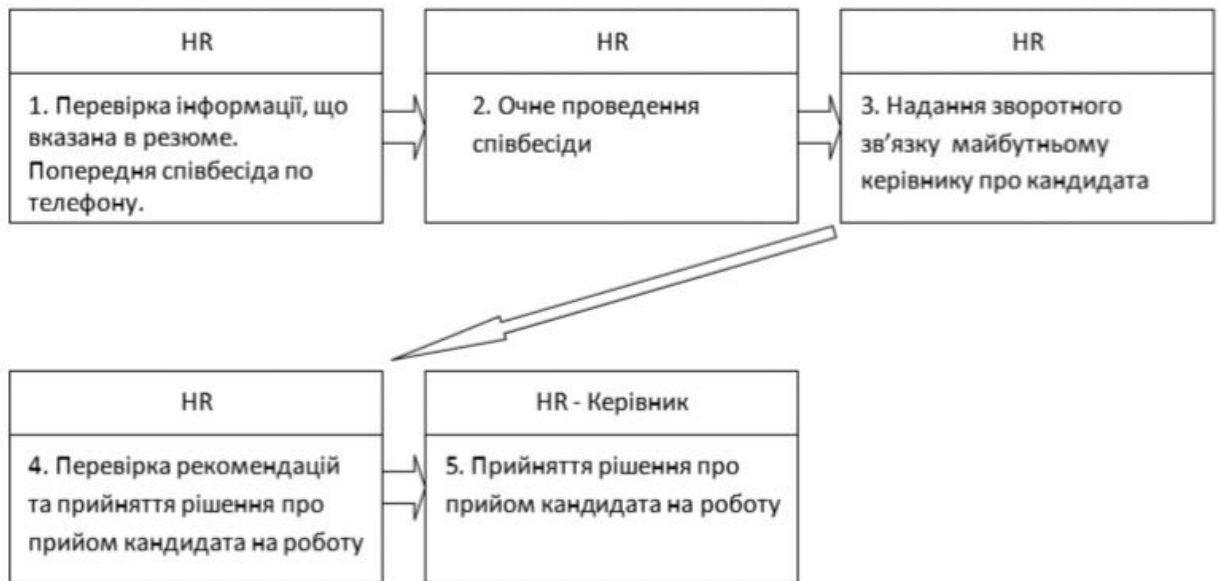 HR
1. Перевірка інформації, що
вказана в резюме.
Попередня співбесіда по
телефону.
HR
2. Очне проведення
співбесіди
HR
3. Надання зворотного
зв’язку майбутньому
керівнику про кандидата
HR
4. Перевірка рекомендацій
та прийняття рішення про
прийом кандидата на роботу
HR - Керівник
5. Прийняття рішення про
прийом кандидата на роботу